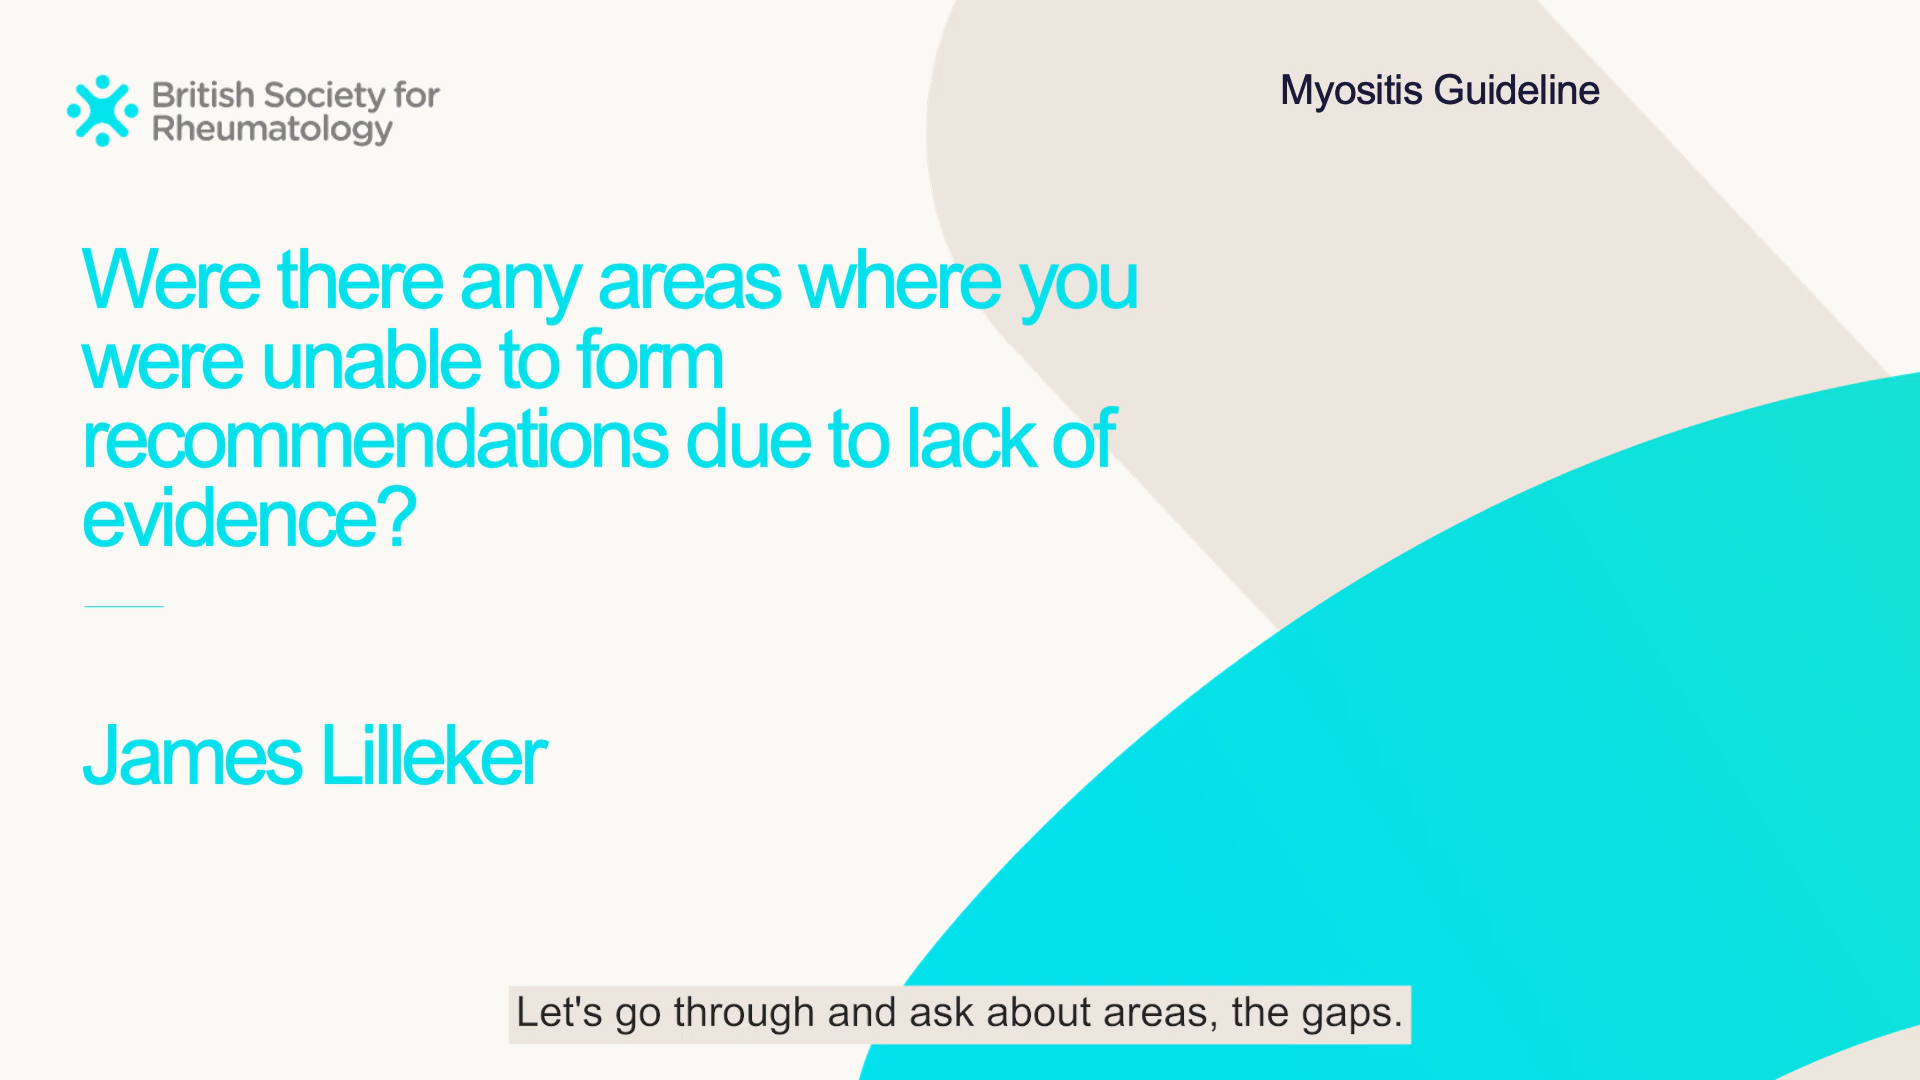 British Society for
Rheumatology
Myositis Guideline
Were there any areas where you
were unable to form
recommendations due to lack of
evidence?
James Lilleker
Let's go through and ask about areas, the gaps.